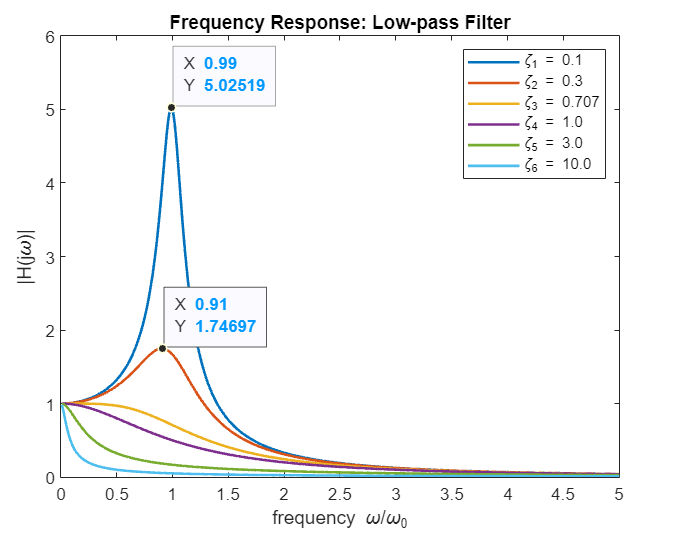 Frequency Response: Low-pass Filter
6
5
4
3
2
1
0
|H(jω)|
X 0.99
Y 5.02519
X 0.91
Y 1.74697
ζ₁ = 0.1
ζ₂ = 0.3
ζ₃ = 0.707
ζ₄ = 1.0
ζ₅ = 3.0
ζ₆ = 10.0
0 0.5 1 1.5 2 2.5 3 3.5 4 4.5 5
frequency ω/ω₀